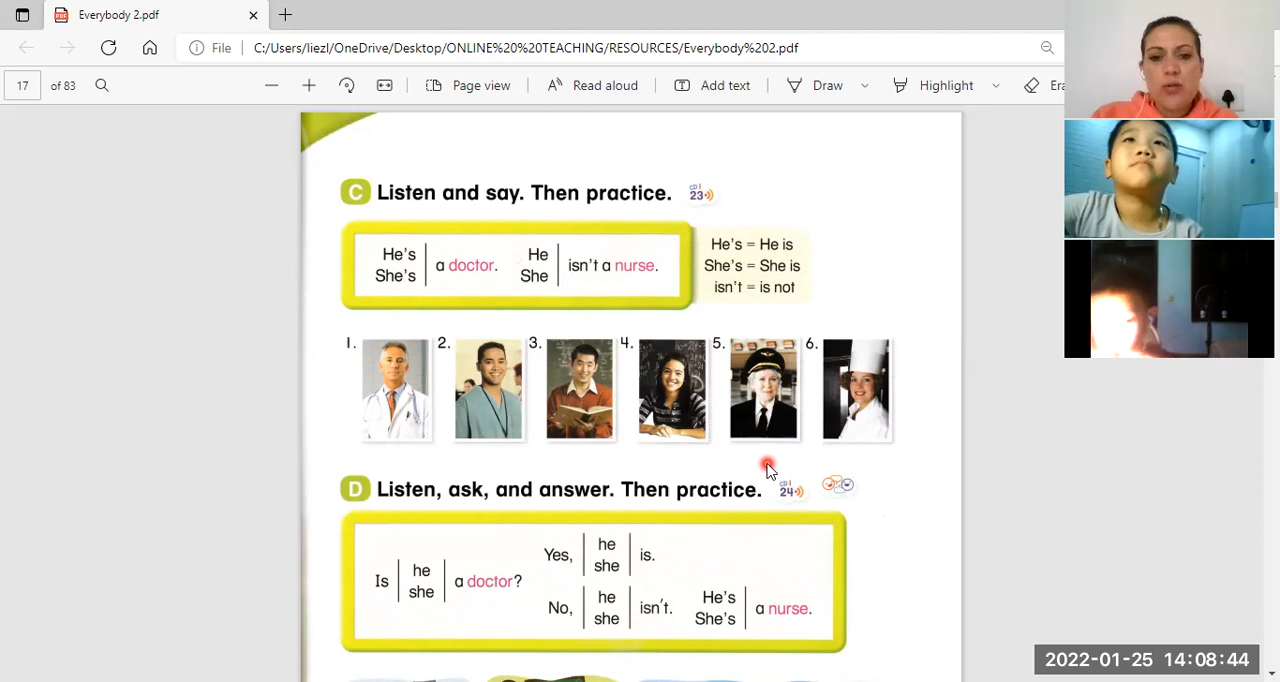 Everybody 2.pdf
File C:/Users/liezl/OneDrive/Desktop/ONLINE%20%20TEACHING/RESOURCES/Everybody%202.pdf
17 of 83 Page view Read aloud Add text Draw Highlight Era
C Listen and say. Then practice. CD1 23
He's She's a doctor. He She isn't a nurse.
He's = He is
She's = She is
isn't = is not
1. 2. 3. 4. 5. 6.
D Listen, ask, and answer. Then practice. CD1 24
Is he she a doctor?
Yes, he she is.
No, he she isn't. He's She's a nurse.
2022-01-25 14:08:44